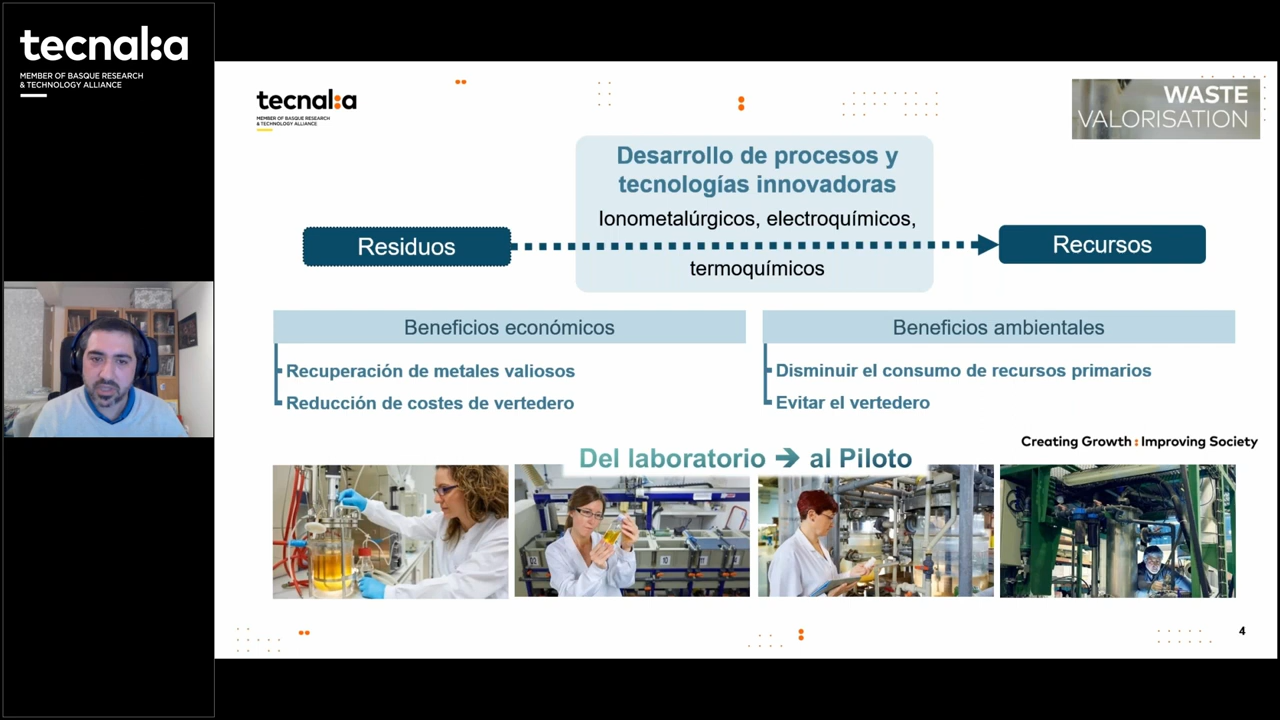 tecnal:a
MEMBER OF BASQUE RESEARCH
& TECHNOLOGY ALLIANCE
tecnal:a
MEMBER OF BASQUE RESEARCH
& TECHNOLOGY ALLIANCE
WASTE
VALORISATION
Desarrollo de procesos y
tecnologías innovadoras
Ionometalúrgicos, electroquímicos,
Residuos
Recursos
termoquímicos
Beneficios económicos
Recuperación de metales valiosos
Reducción de costes de vertedero
Beneficios ambientales
Disminuir el consumo de recursos primarios
Evitar el vertedero
Creating Growth : Improving Society
Del laboratorio → al Piloto
10
4